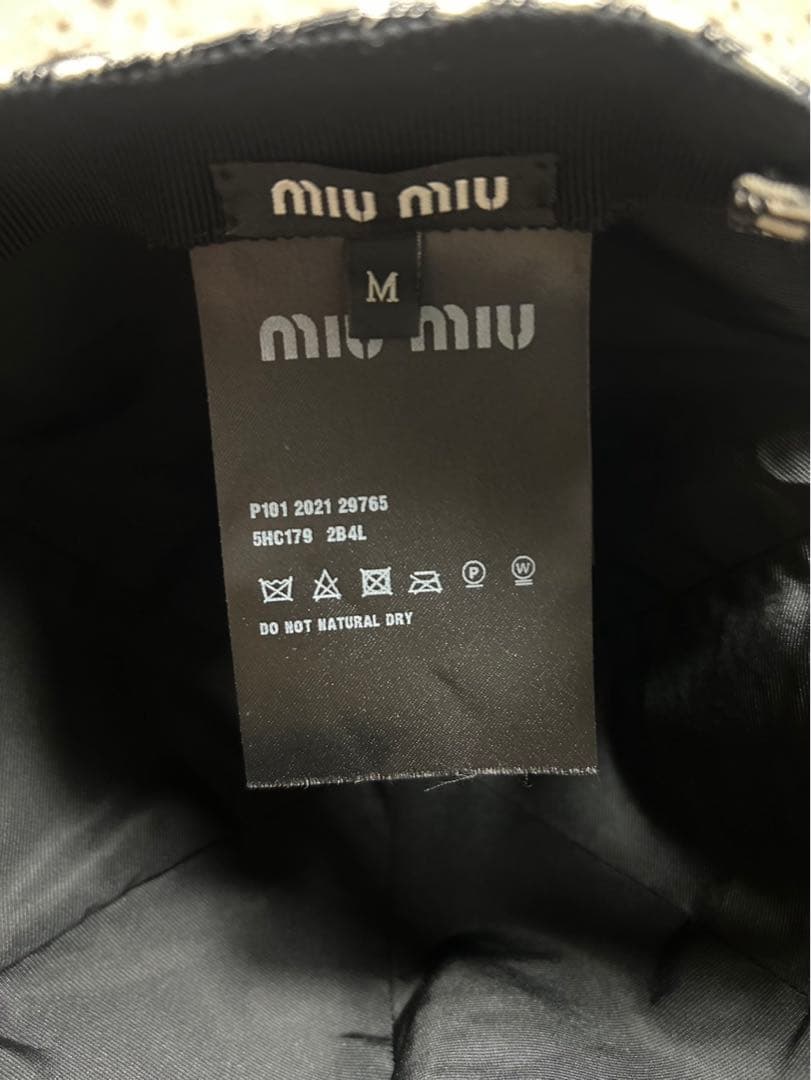 miu miu
M
miu miu
P101 2021 29765
5HC179 2B4L
P W
DO NOT NATURAL DRY